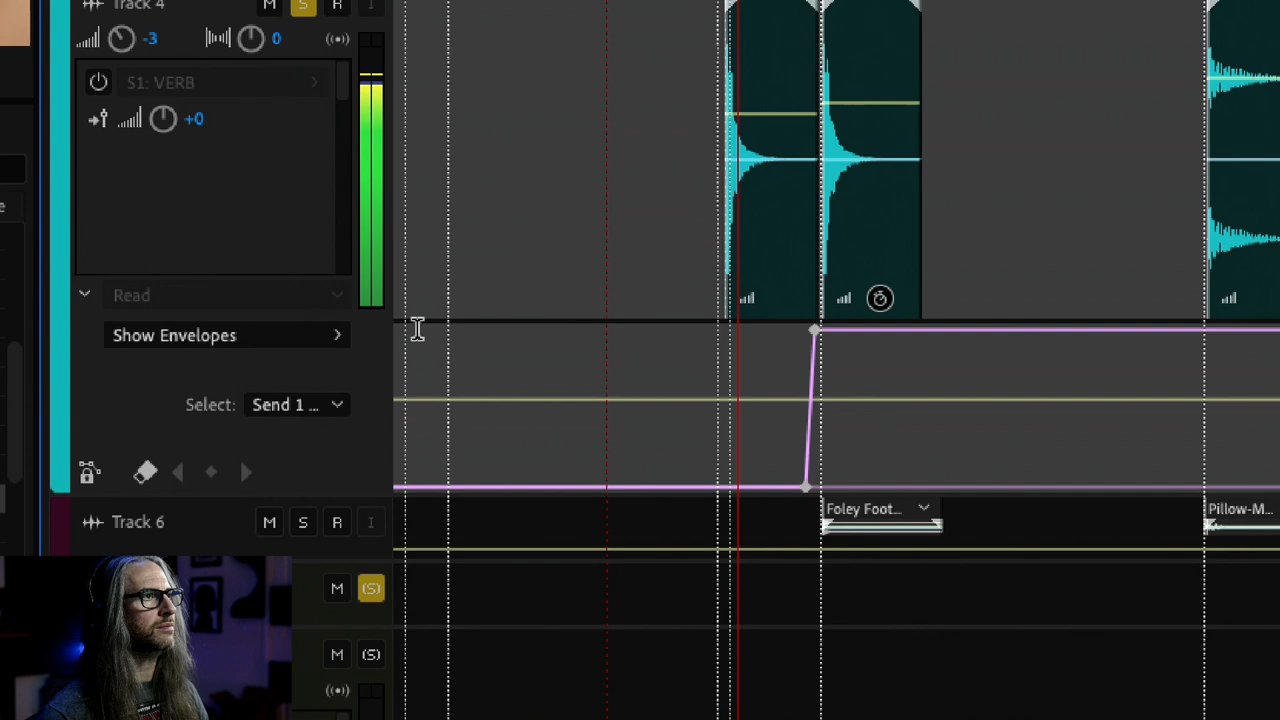 Track 4
M S R I
-3 0
S1: VERB
+0
Read
Show Envelopes
Select: Send 1 ...
Track 6 M S R I
Foley Foot...
Pillow-M...
M (S)
M (S)
e